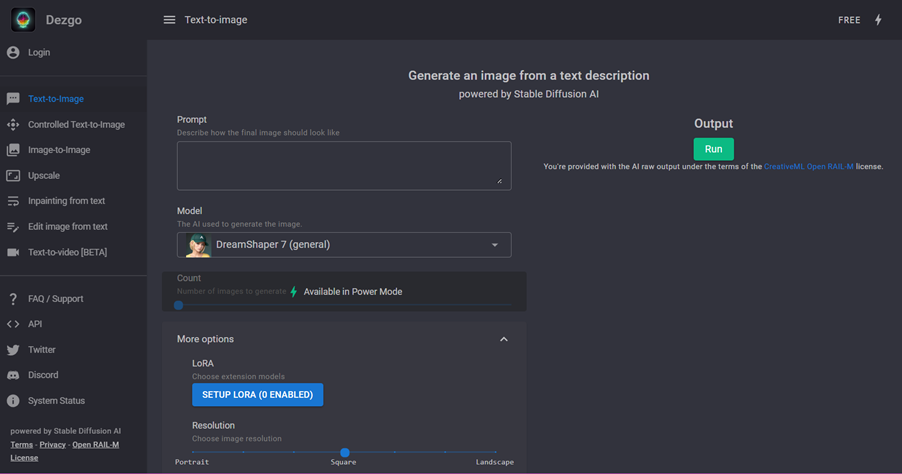 Dezgo
Login
Text-to-Image
Controlled Text-to-Image
Image-to-Image
Upscale
Inpainting from text
Edit image from text
Text-to-video [BETA]
FAQ / Support
API
Twitter
Discord
System Status
powered by Stable Diffusion AI
Terms - Privacy - Open RAIL-M
License
Text-to-image
FREE
Generate an image from a text description
powered by Stable Diffusion AI
Prompt
Describe how the final image should look like
Model
The AI used to generate the image.
DreamShaper 7 (general)
Count
Number of images to generate
Available in Power Mode
More options
LoRA
Choose extension models
SETUP LORA (0 ENABLED)
Resolution
Choose image resolution
Portrait Square Landscape
Output
Run
You're provided with the AI raw output under the terms of the CreativeML Open RAIL-M license.